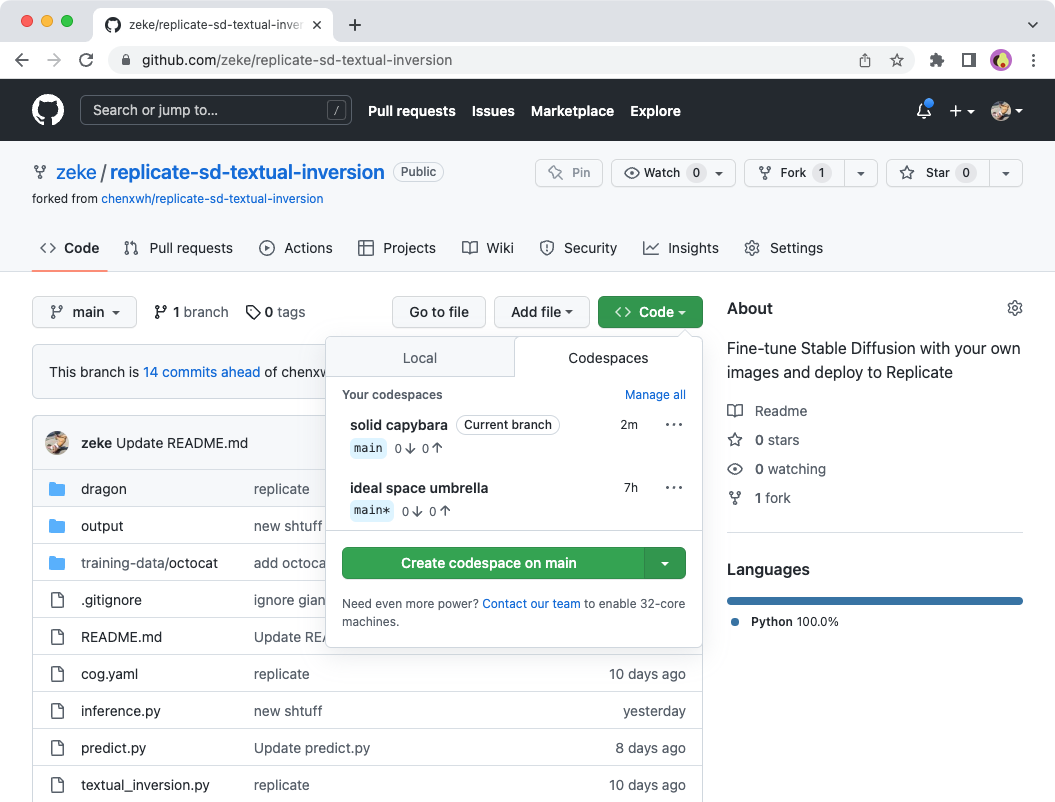 zeke/replicate-sd-textual-inver
github.com/zeke/replicate-sd-textual-inversion
Search or jump to... /
Pull requests Issues Marketplace Explore
zeke / replicate-sd-textual-inversion Public
Pin Watch 0 Fork 1 Star 0
forked from chenxwh/replicate-sd-textual-inversion
Code Pull requests Actions Projects Wiki Security Insights Settings
main 1 branch 0 tags Go to file Add file Code
Local Codespaces
This branch is 14 commits ahead of chenxw
Your codespaces Manage all
solid capybara Current branch 2m
main 0 0
ideal space umbrella 7h
main* 0 0
Create codespace on main
Need even more power? Contact our team to enable 32-core
machines.
zeke Update README.md
dragon replicate
output new shtuff
training-data/octocat add octoca
.gitignore ignore gian
README.md Update REA
cog.yaml replicate 10 days ago
inference.py new shtuff yesterday
predict.py Update predict.py 8 days ago
textual_inversion.py replicate 10 days ago
About
Fine-tune Stable Diffusion with your own
images and deploy to Replicate
Readme
0 stars
0 watching
1 fork
Languages
Python 100.0%